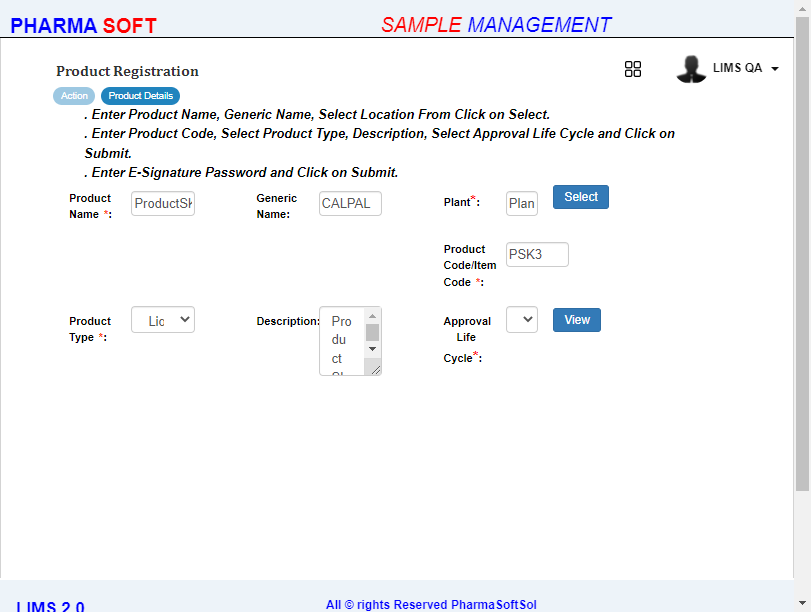 PHARMA SOFT
SAMPLE MANAGEMENT
Product Registration
LIMS QA
Action
Product Details
. Enter Product Name, Generic Name, Select Location From Click on Select.
. Enter Product Code, Select Product Type, Description, Select Approval Life Cycle and Click on
Submit.
. Enter E-Signature Password and Click on Submit.
Product
Name *:
ProductSk
Generic
Name:
CALPAL
Plant*:
Plan
Select
Product
Code/Item
Code *:
PSK3
Product
Type *:
Lic
Description:
Pro
du
ct
Approval
Life
Cycle*:
View
LIMS 2.0
All © rights Reserved PharmaSoftSol